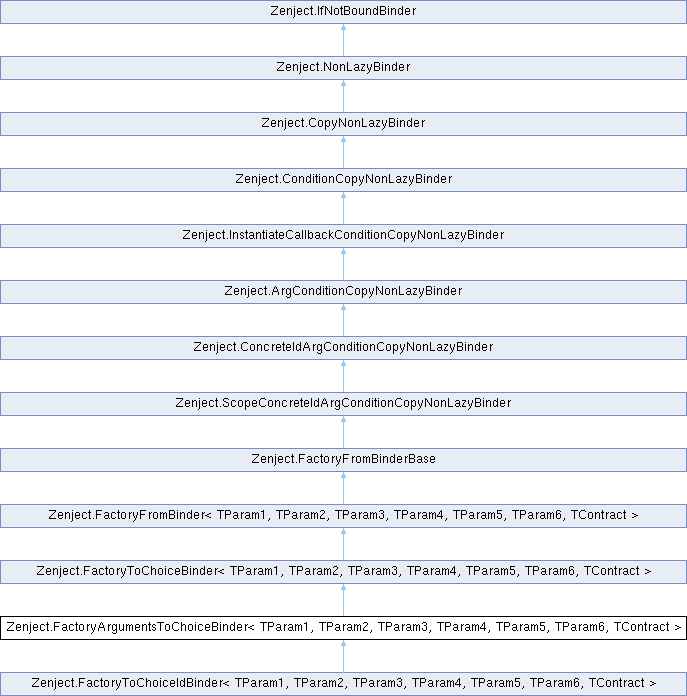 Zenject.IfNotBoundBinder
Zenject.NonLazyBinder
Zenject.CopyNonLazyBinder
Zenject.ConditionCopyNonLazyBinder
Zenject.InstantiateCallbackConditionCopyNonLazyBinder
Zenject.ArgConditionCopyNonLazyBinder
Zenject.ConcreteIdArgConditionCopyNonLazyBinder
Zenject.ScopeConcreteIdArgConditionCopyNonLazyBinder
Zenject.FactoryFromBinderBase
Zenject.FactoryFromBinder< TParam1, TParam2, TParam3, TParam4, TParam5, TParam6, TContract >
Zenject.FactoryToChoiceBinder< TParam1, TParam2, TParam3, TParam4, TParam5, TParam6, TContract >
Zenject.FactoryArgumentsToChoiceBinder< TParam1, TParam2, TParam3, TParam4, TParam5, TParam6, TContract >
Zenject.FactoryToChoiceIdBinder< TParam1, TParam2, TParam3, TParam4, TParam5, TParam6, TContract >